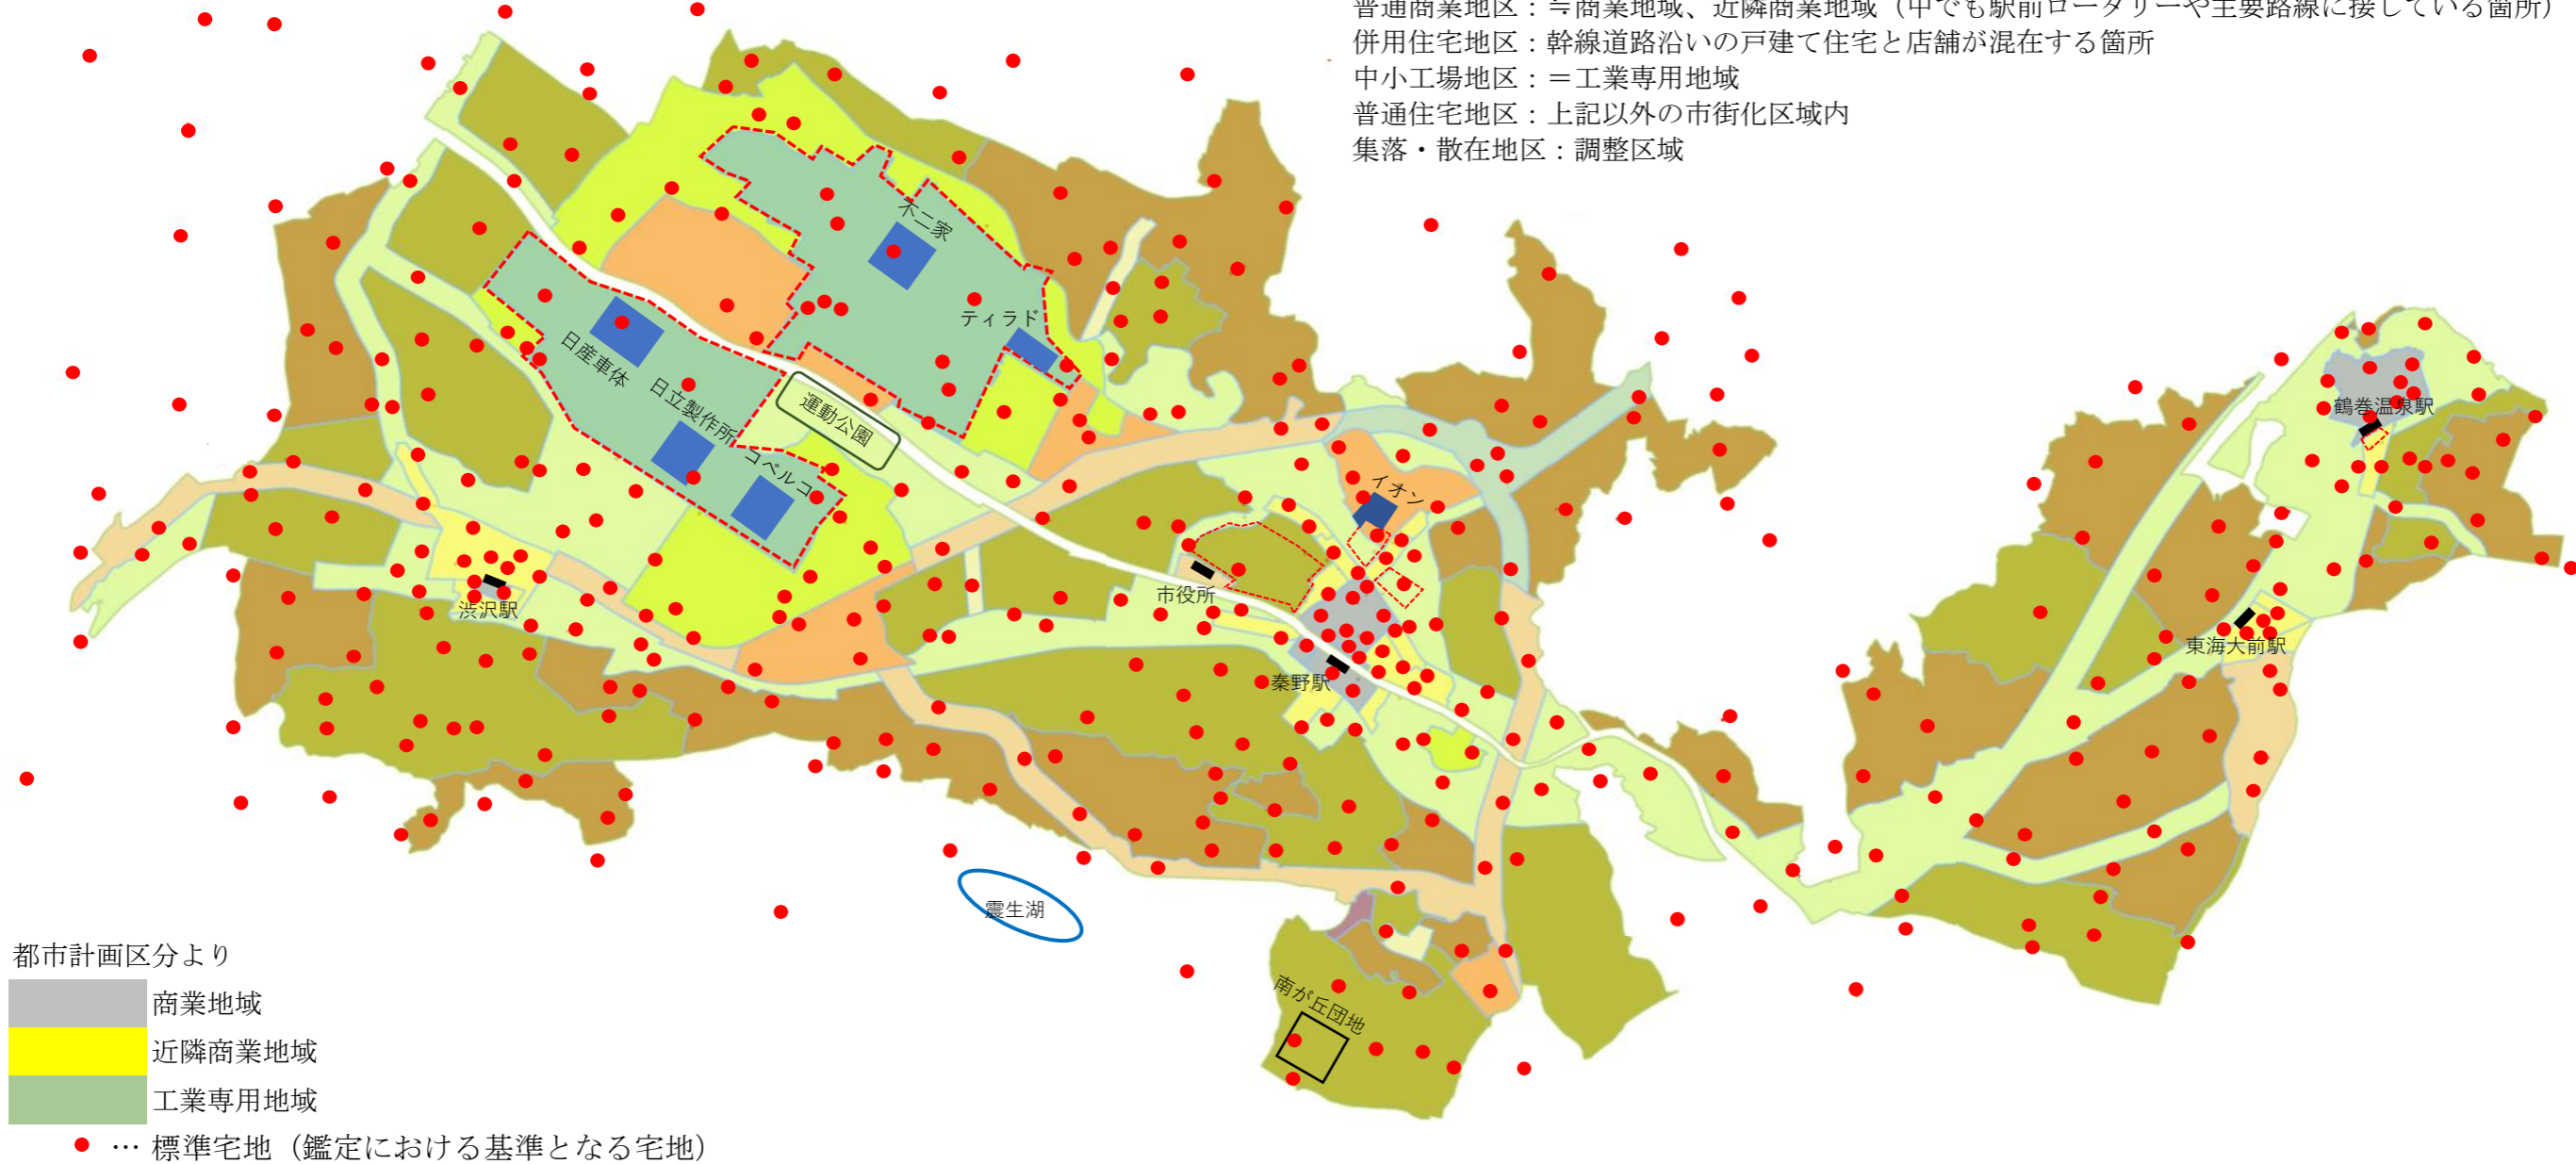 普通商業地区：≒商業地域、近隣商業地域（中でも駅前ロータリーや主要路線に接している箇所）
併用住宅地区：幹線道路沿いの戸建て住宅と店舗が混在する箇所
中小工場地区：＝工業専用地域
普通住宅地区：上記以外の市街化区域内
集落・散在地区：調整区域
不二家
ティラド
日産車体
日立製作所
コベルコ
運動公園
イオン
鶴巻温泉駅
市役所
渋沢駅
東海大前駅
秦野駅
震生湖
南が丘団地
都市計画区分より
商業地域
近隣商業地域
工業専用地域
… 標準宅地（鑑定における基準となる宅地）